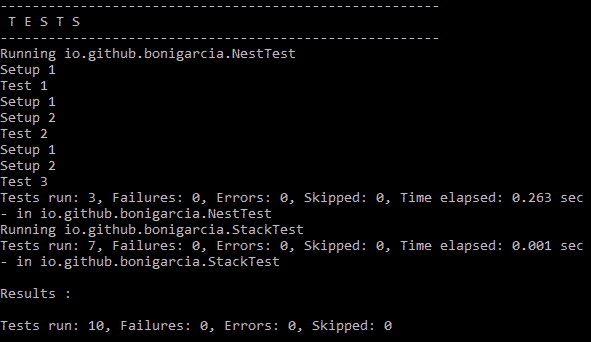 -------------------------------------------------------
 T E S T S
-------------------------------------------------------
Running io.github.bonigarcia.NestTest
Setup 1
Test 1
Setup 1
Setup 2
Test 2
Setup 1
Setup 2
Test 3
Tests run: 3, Failures: 0, Errors: 0, Skipped: 0, Time elapsed: 0.263 sec
- in io.github.bonigarcia.NestTest
Running io.github.bonigarcia.StackTest
Tests run: 7, Failures: 0, Errors: 0, Skipped: 0, Time elapsed: 0.001 sec
- in io.github.bonigarcia.StackTest

Results :

Tests run: 10, Failures: 0, Errors: 0, Skipped: 0